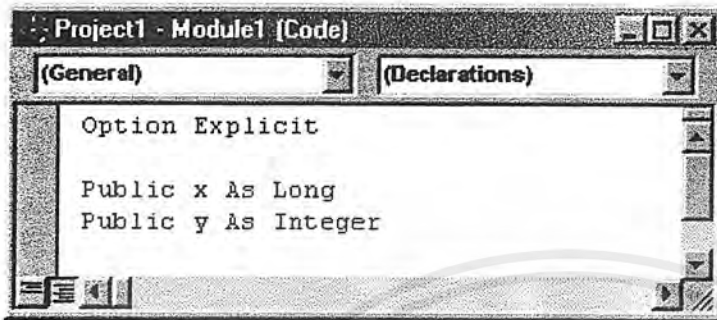 Project1 - Module1 (Code)
(General) (Declarations)
Option Explicit
Public x As Long
Public y As Integer